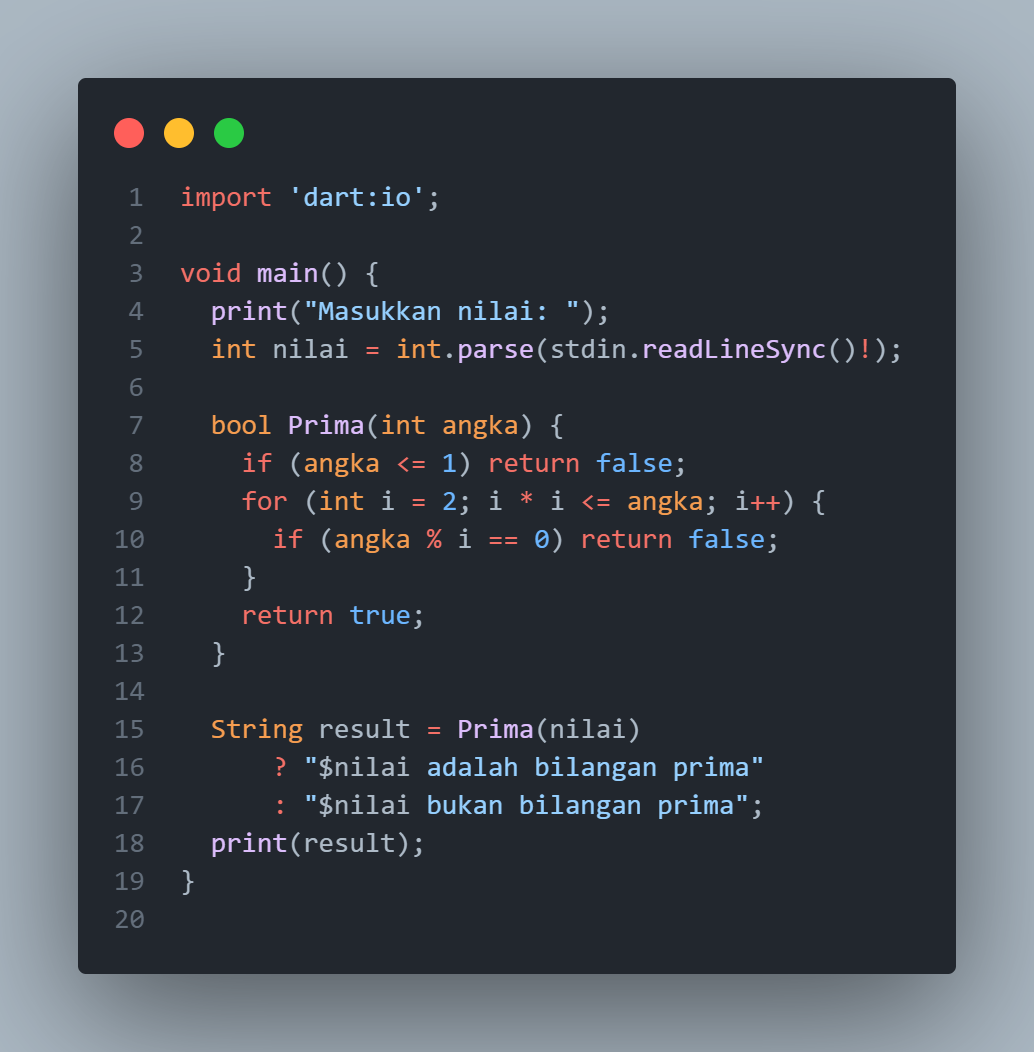 1 import 'dart:io';
2
3 void main() {
4   print("Masukkan nilai: ");
5   int nilai = int.parse(stdin.readLineSync()!);
6
7   bool Prima(int angka) {
8     if (angka <= 1) return false;
9     for (int i = 2; i * i <= angka; i++) {
10       if (angka % i == 0) return false;
11     }
12     return true;
13   }
14
15   String result = Prima(nilai)
16       ? "$nilai adalah bilangan prima"
17       : "$nilai bukan bilangan prima";
18   print(result);
19 }
20